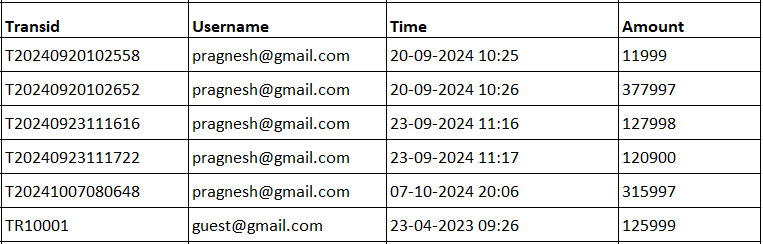 Transid Username Time Amount
T20240920102558 pragnesh@gmail.com 20-09-2024 10:25 11999
T20240920102652 pragnesh@gmail.com 20-09-2024 10:26 377997
T20240923111616 pragnesh@gmail.com 23-09-2024 11:16 127998
T20240923111722 pragnesh@gmail.com 23-09-2024 11:17 120900
T20241007080648 pragnesh@gmail.com 07-10-2024 20:06 315997
TR10001 guest@gmail.com 23-04-2023 09:26 125999